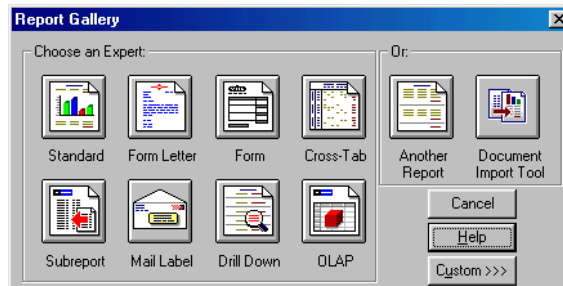 Report Gallery
Choose an Expert:
Or:
Standard
Form Letter
Form
Cross-Tab
Another
Report
Document
Import Tool
Subreport
Mail Label
Drill Down
OLAP
Cancel
Help
Custom >>>